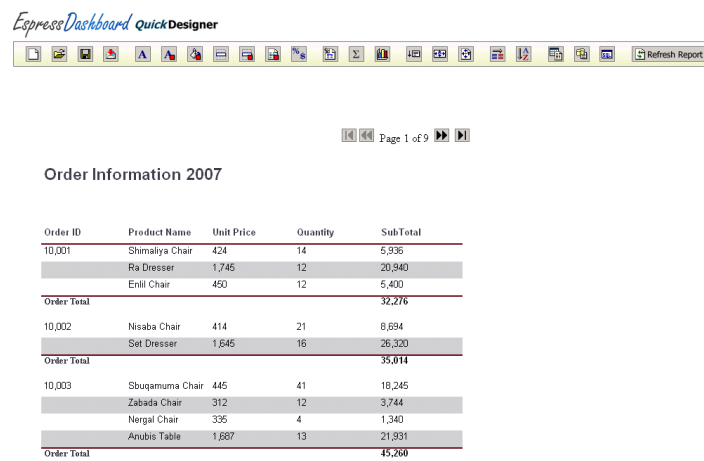 EspressDashboard QuickDesigner
Refresh Report
Page 1 of 9
Order Information 2007
Order ID Product Name Unit Price Quantity SubTotal
10,001 Shimaliya Chair 424 14 5,936
Ra Dresser 1,745 12 20,940
Enlil Chair 450 12 5,400
Order Total 32,276
10,002 Nisaba Chair 414 21 8,694
Set Dresser 1,645 16 26,320
Order Total 35,014
10,003 Sbuqamuma Chair 445 41 18,245
Zabada Chair 312 12 3,744
Nergal Chair 335 4 1,340
Anubis Table 1,687 13 21,931
Order Total 45,260